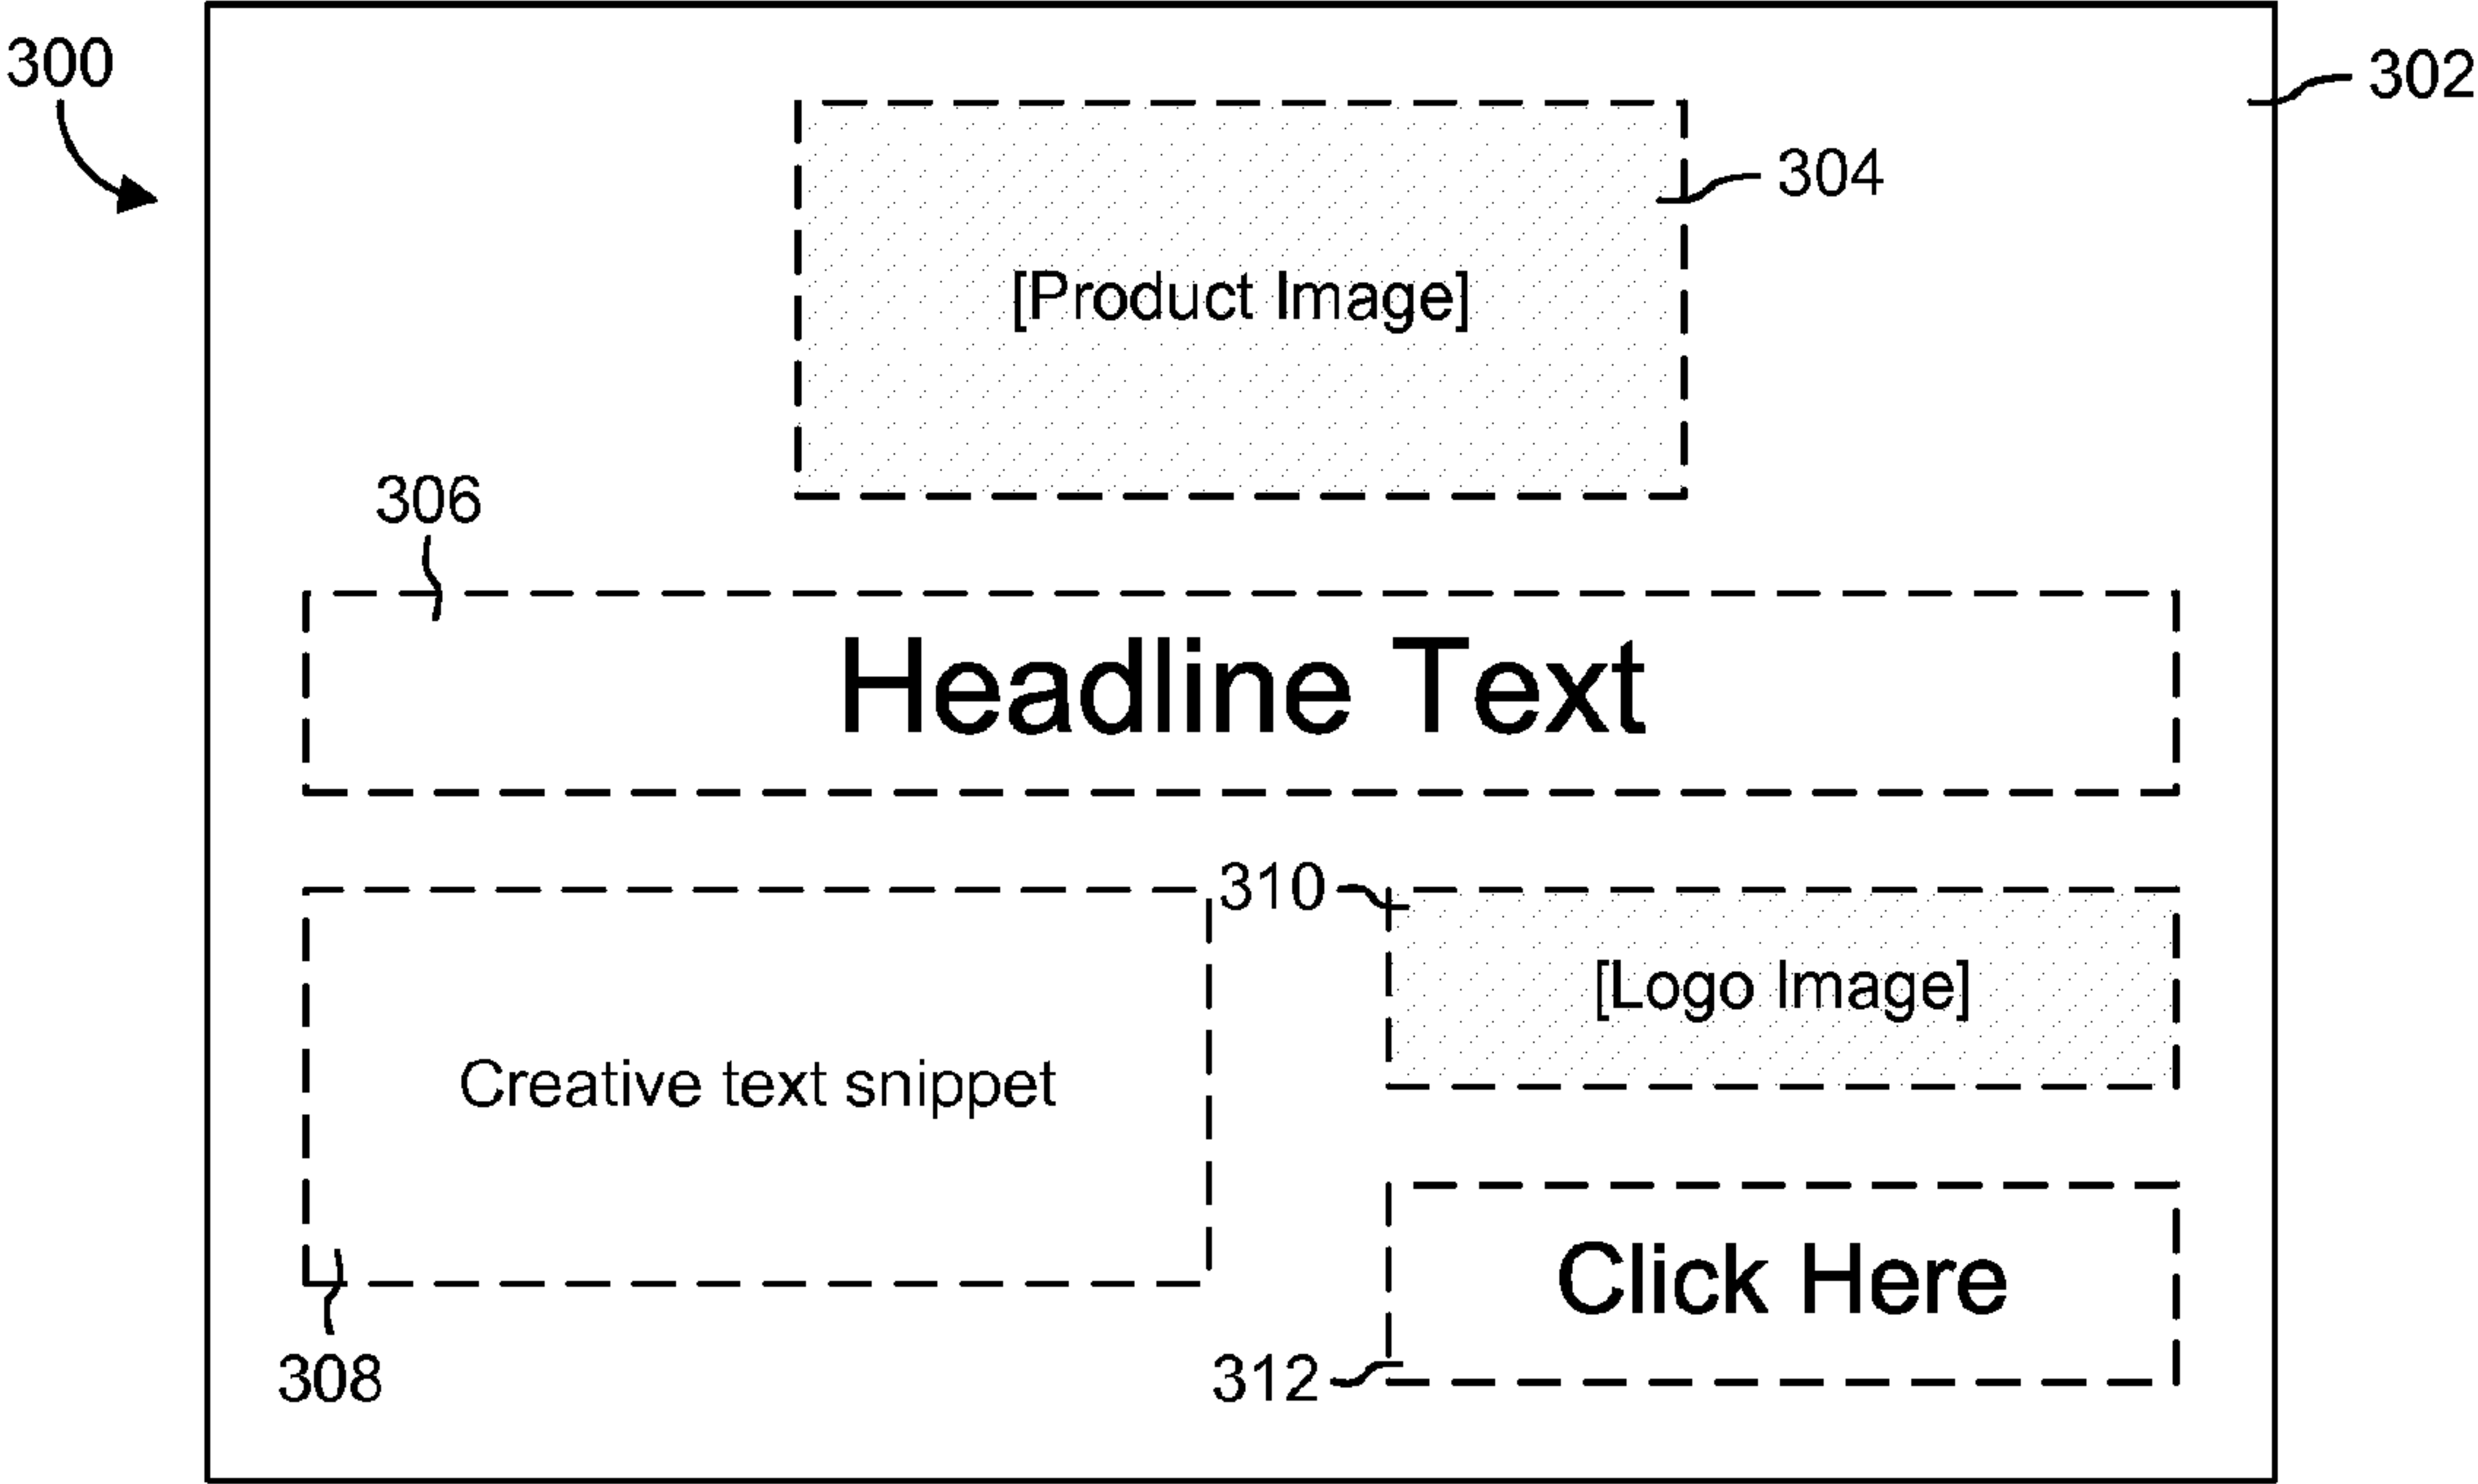 300
302
304
[Product Image]
306
Headline Text
310
[Logo Image]
Creative text snippet
Click Here
308
312